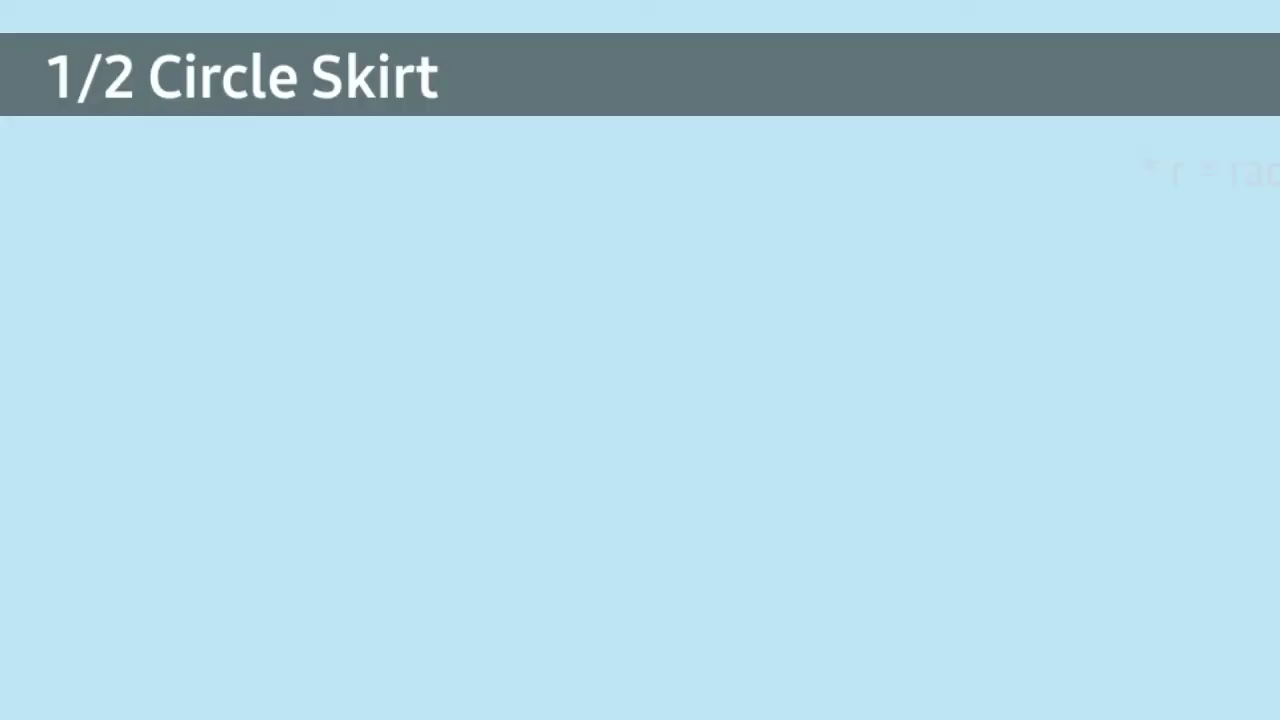 1/2 Circle Skirt
* r =